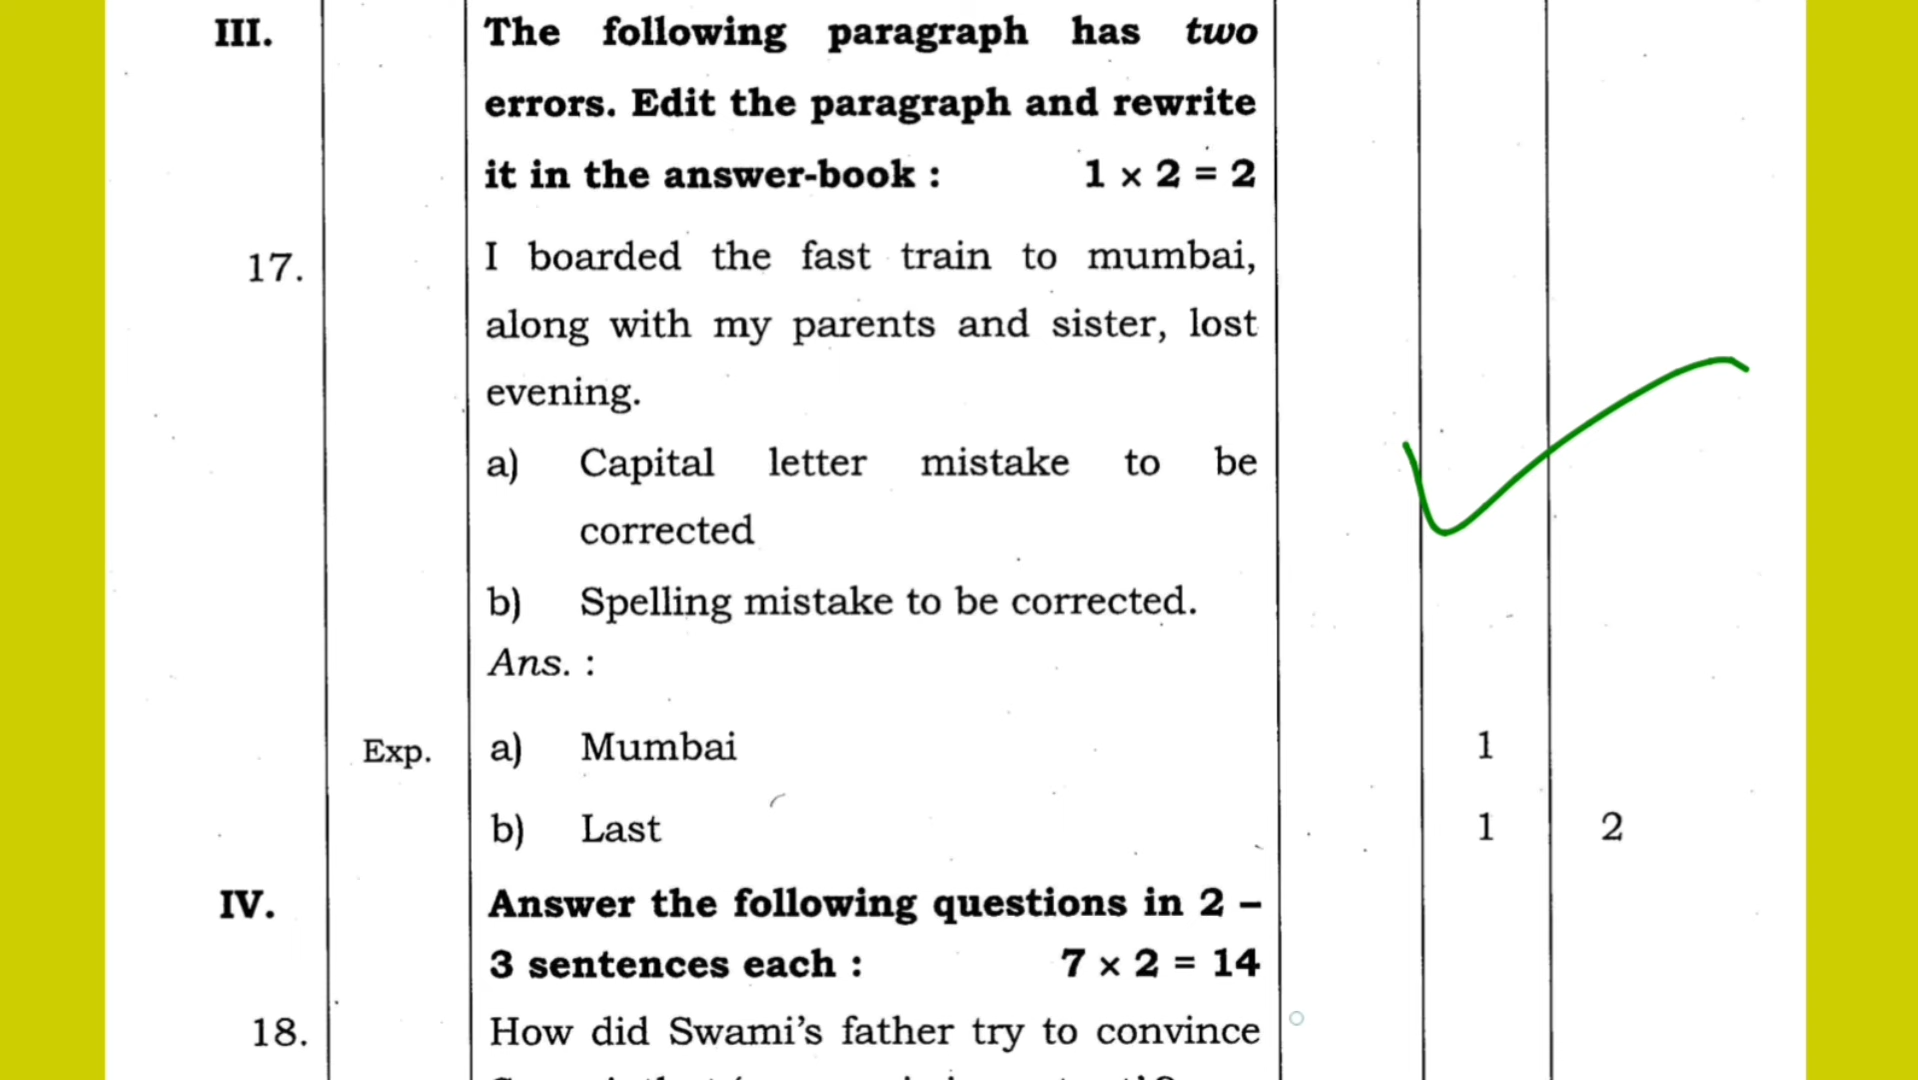 III. The following paragraph has two
errors. Edit the paragraph and rewrite
it in the answer-book : 1 × 2 = 2
17. I boarded the fast train to mumbai,
along with my parents and sister, lost
evening.
a) Capital letter mistake to be
corrected
b) Spelling mistake to be corrected.
Ans. :
Exp. a) Mumbai 1
b) Last 1 2
IV. Answer the following questions in 2 –
3 sentences each : 7 × 2 = 14
18. How did Swami's father try to convince